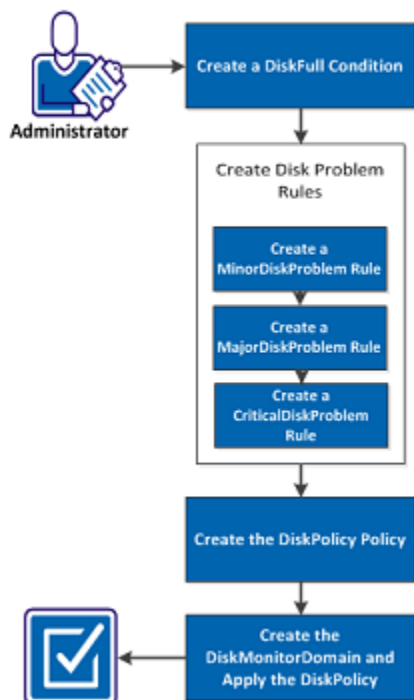 Create a DiskFull Condition
Administrator
Create Disk Problem
Rules
Create a
MinorDiskProblem Rule
Create a
MajorDiskProblem Rule
Create a
CriticalDiskProblem
Rule
Create the DiskPolicy Policy
Create the
DiskMonitorDomain and
Apply the DiskPolicy